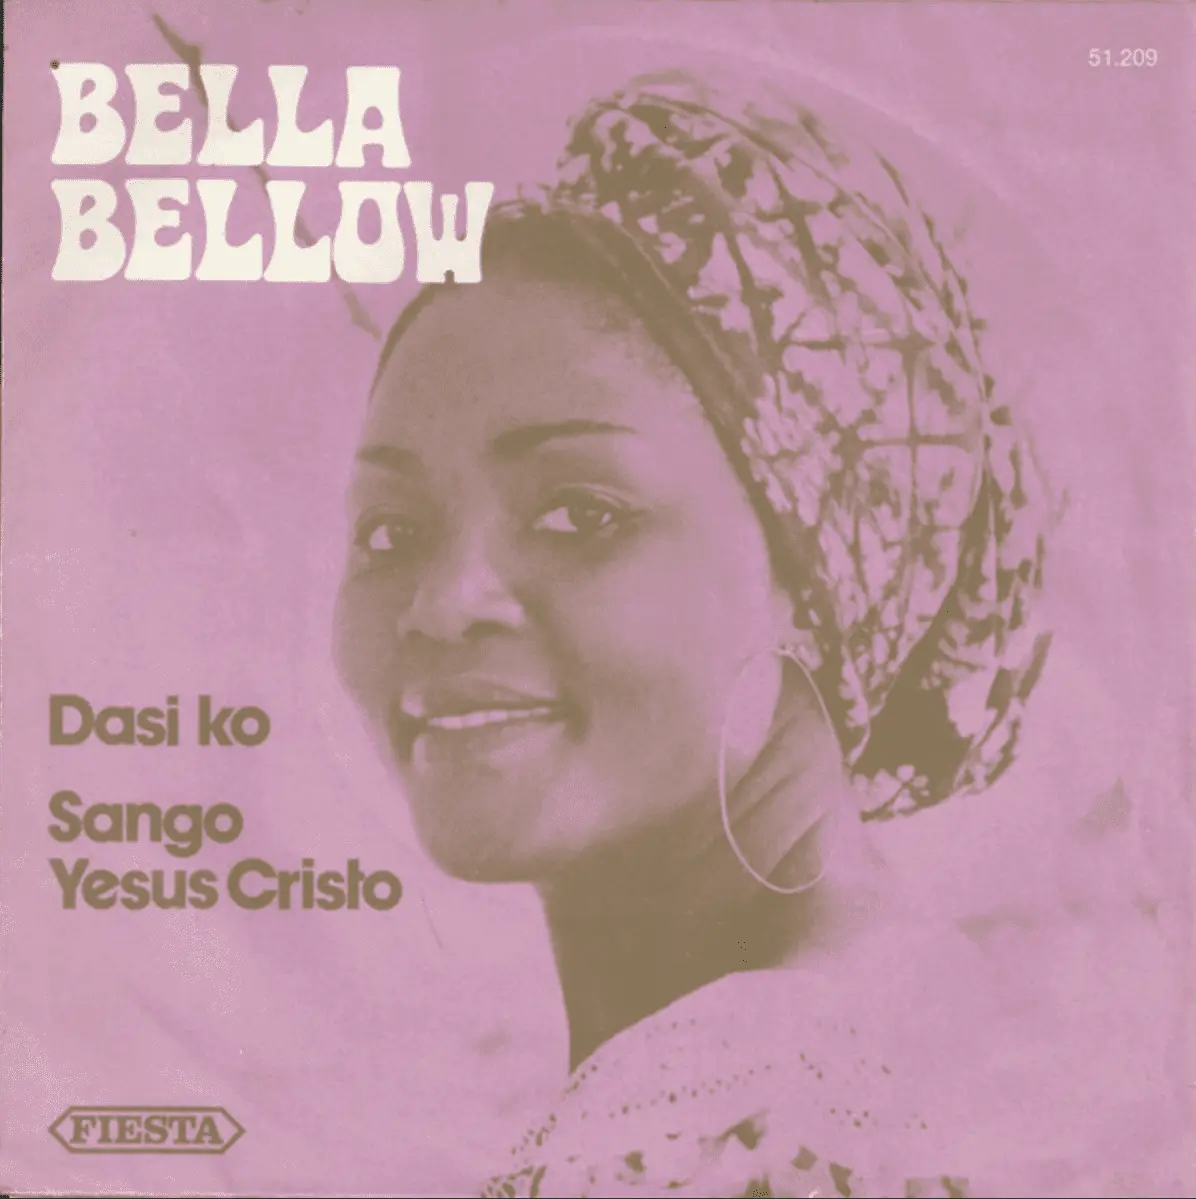 BELLA
BELLOW
51.209
Dasi ko
Sango
Yesus Cristo
FIESTA